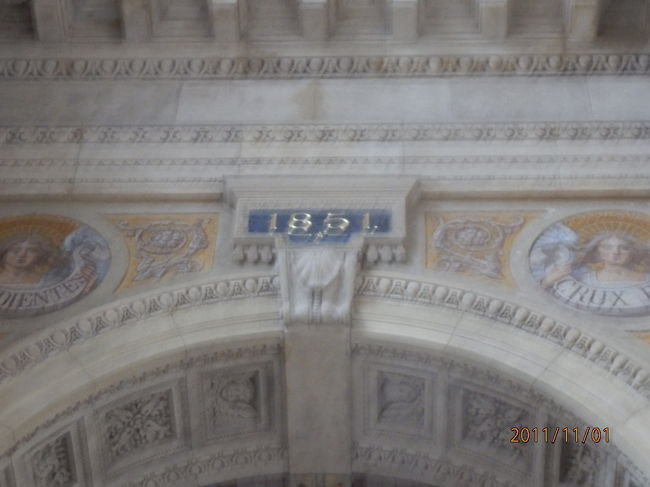 1851
DIENTES
CRUX
2011/11/01